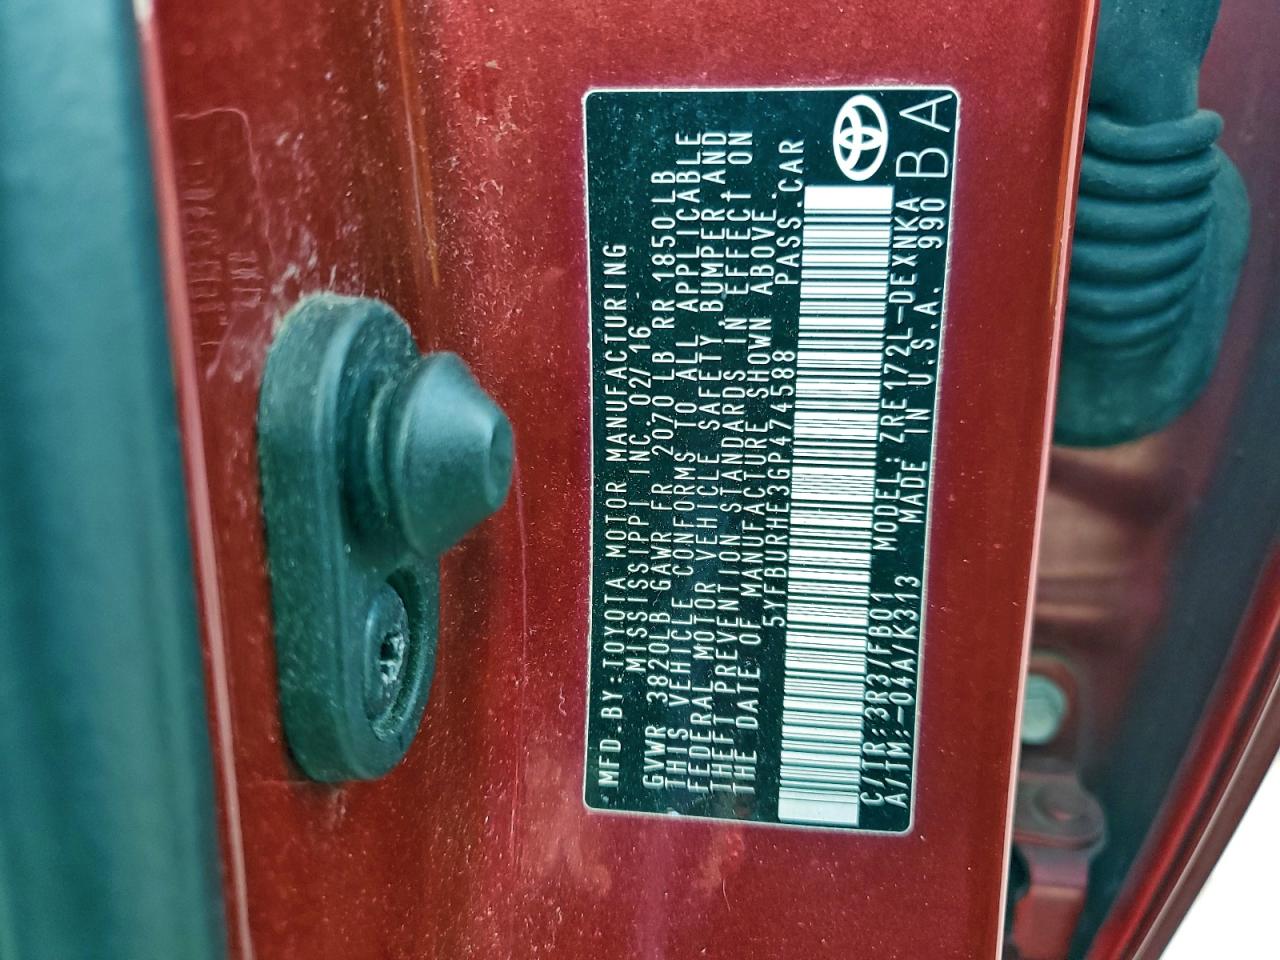 MFD.BY:TOYOTA MOTOR MANUFACTURING
MISSISSIPPI INC. 02/16
GVWR 3820LB GAWR FR 2070 LB RR 1850 LB
THIS VEHICLE CONFORMS TO ALL APPLICABLE
FEDERAL MOTOR VEHICLE SAFETY, BUMPER, AND
THEFT PREVENTION STANDARDS IN EFFECT ON
THE DATE OF MANUFACTURE SHOWN ABOVE.
5YFBURHE3GP474588 PASS.CAR
C/TR:3R3/FB01 MODEL:ZRE172L-DEXNKA
A/TM:-04A/K313 MADE IN U.S.A. 990 BA